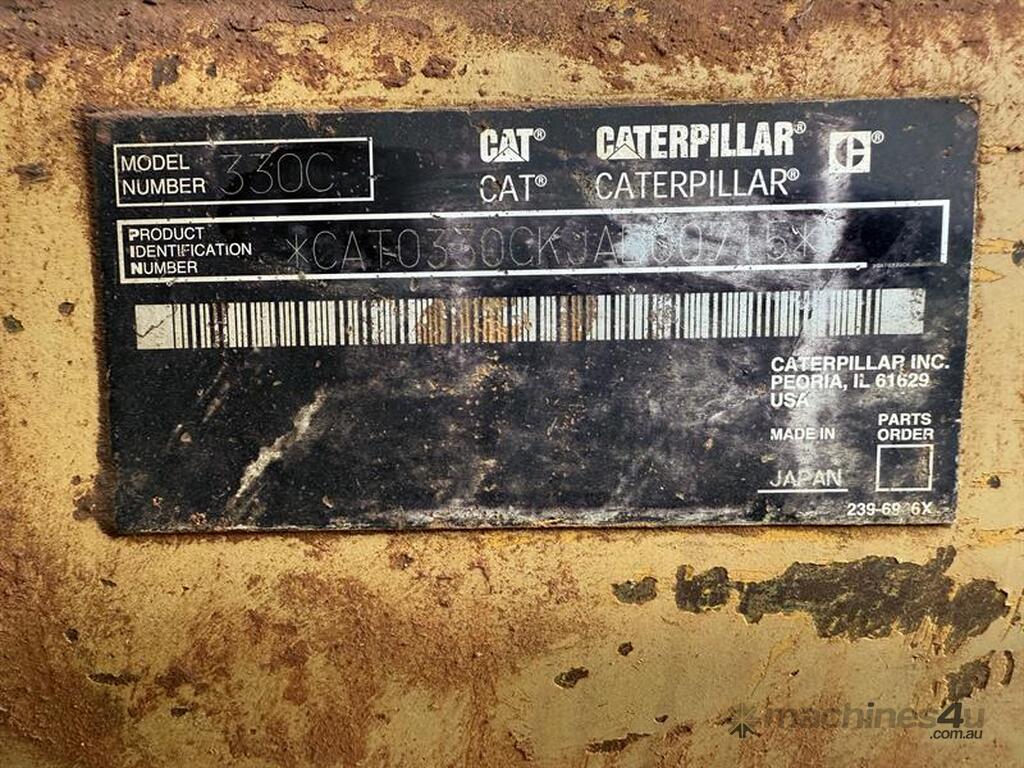 MODEL NUMBER 330C
CAT® CATERPILLAR® C®
CAT® CATERPILLAR®
PRODUCT
IDENTIFICATION
NUMBER
CATERPILLAR INC.
PEORIA, IL 61629
USA
MADE IN
JAPAN
PARTS
ORDER
machines4u
.com.au